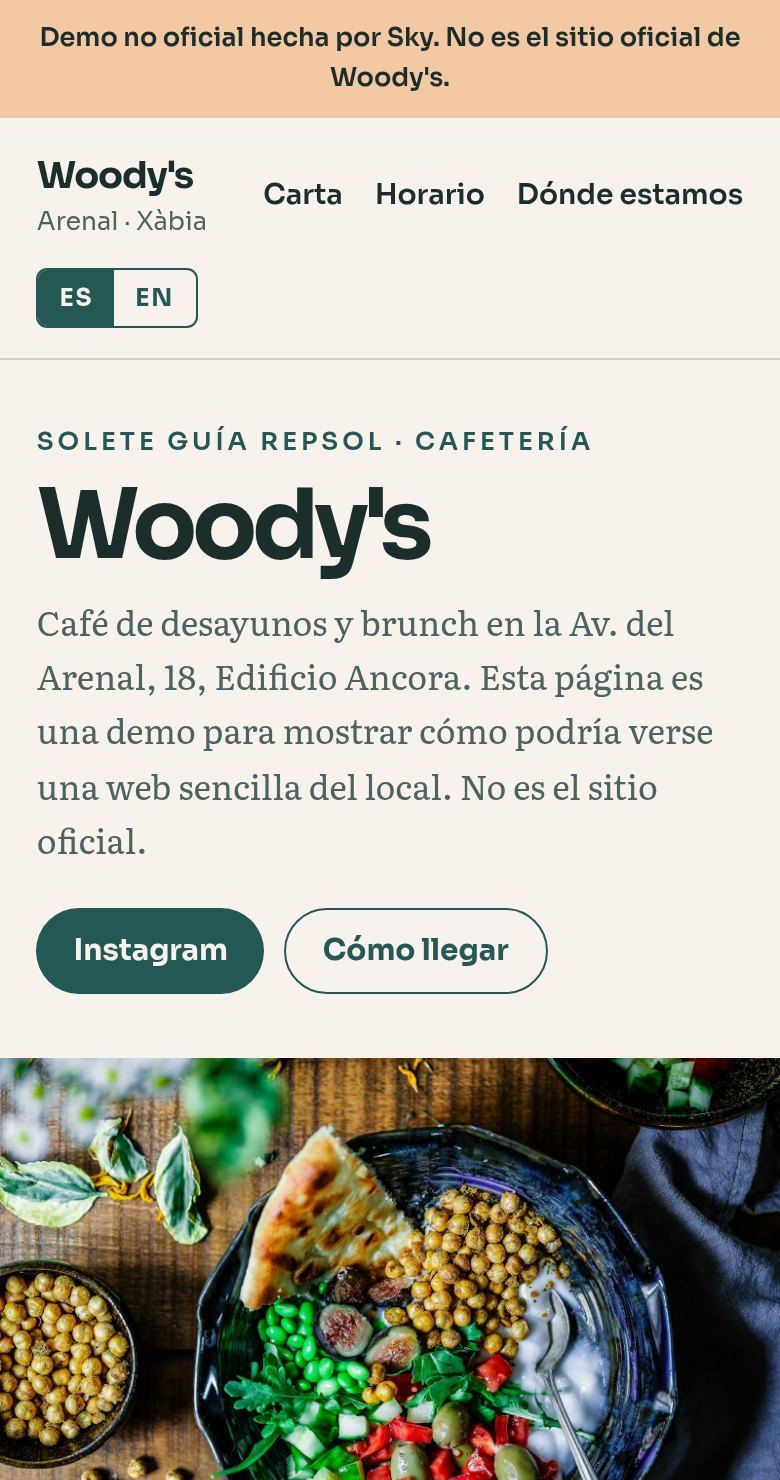 Demo no oficial hecha por Sky. No es el sitio oficial de
Woody's.
Woody's
Arenal · Xàbia
Carta Horario Dónde estamos
ES EN
SOLETE GUÍA REPSOL · CAFETERÍA
Woody's
Café de desayunos y brunch en la Av. del
Arenal, 18, Edificio Ancora. Esta página es
una demo para mostrar cómo podría verse
una web sencilla del local. No es el sitio
oficial.
Instagram Cómo llegar